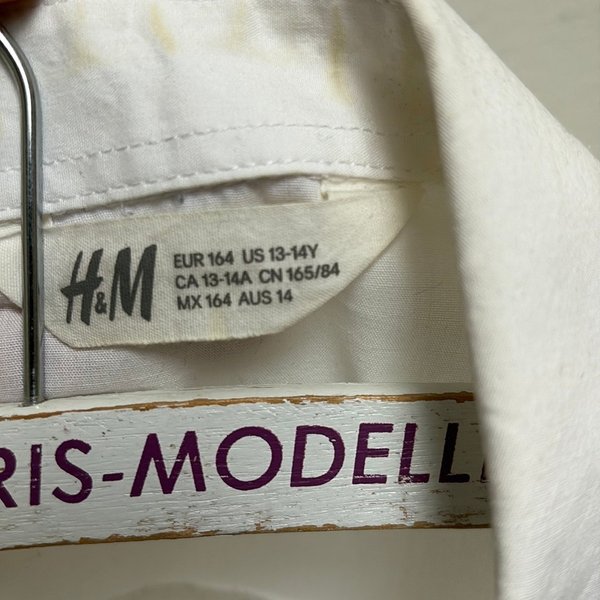 H&M
EUR 164 US 13-14Y
CA 13-14A CN 165/84
MX 164 AUS 14
RIS-MODELL